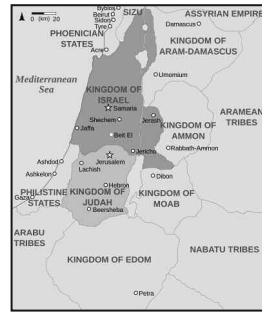 Byblos
Beirut
Sidon
Tyre
SIZU
Damascus
ASSYRIAN EMPIRE
0 (km) 20
PHOENICIAN
STATES
Acre
KINGDOM OF
ARAM-DAMASCUS
Mediterranean
Sea
Urnomium
KINGDOM OF
ISRAEL
Samaria
Shechem
Jerash
ARAMEAN
TRIBES
Jaffa
Beit El
KINGDOM OF
AMMON
Jericho
Rabbath-Ammon
Jerusalem
Ashdod
Lachish
Ashkelon
Dibon
Hebron
PHILISTINE
STATES
Gaza
KINGDOM OF
JUDAH
KINGDOM OF
MOAB
Beersheba
ARABU
TRIBES
NABATU TRIBES
KINGDOM OF EDOM
Petra